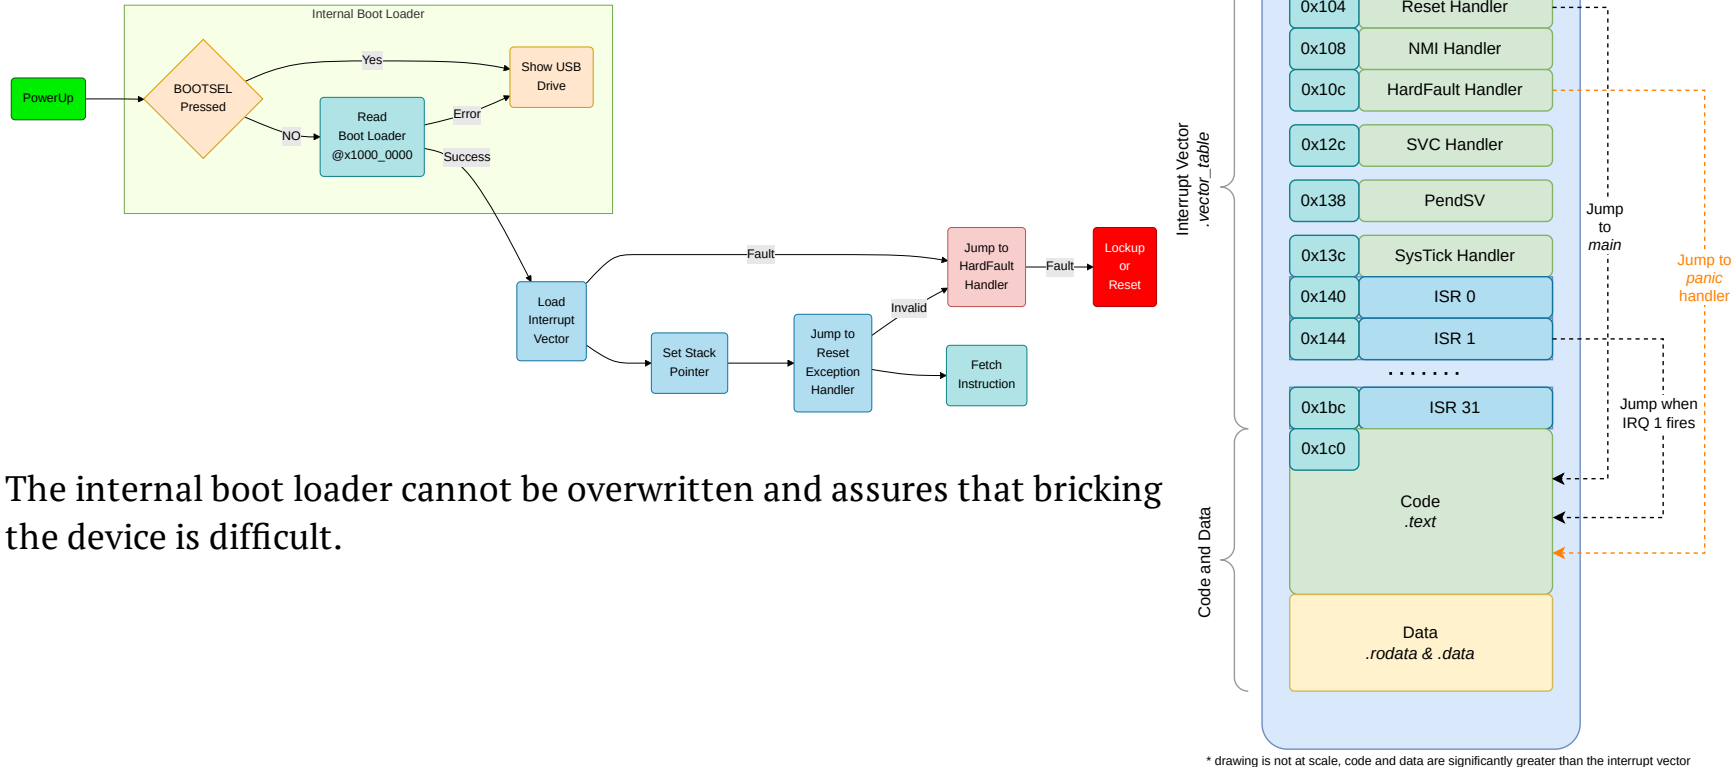 Internal Boot Loader
PowerUp
BOOTSEL
Pressed
Yes
NO
Read
Boot Loader
@x1000_0000
Error
Success
Show USB
Drive
Load
Interrupt
Vector
Fault
Set Stack
Pointer
Jump to
Reset
Exception
Handler
Invalid
Jump to
HardFault
Handler
Fault
Lockup
or
Reset
Fetch
Instruction
The internal boot loader cannot be overwritten and assures that bricking
the device is difficult.
Interrupt Vector
.vector_table
Code and Data
0x104 Reset Handler
0x108 NMI Handler
0x10c HardFault Handler
0x12c SVC Handler
0x138 PendSV
0x13c SysTick Handler
0x140 ISR 0
0x144 ISR 1
. . . . . . .
0x1bc ISR 31
0x1c0
Code
.text
Data
.rodata & .data
Jump
to
main
Jump to
panic
handler
Jump when
IRQ 1 fires
* drawing is not at scale, code and data are significantly greater than the interrupt vector